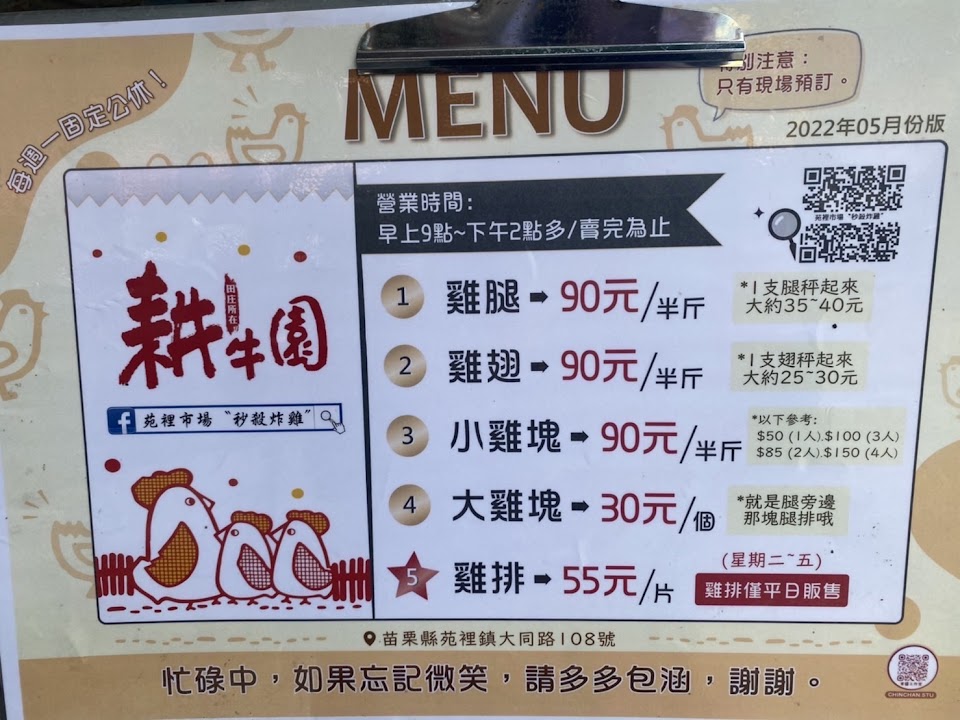 每週一固定公休！
MENU
特別注意：
只有現場預訂。
2022年05月份版
營業時間:
早上9點~下午2點多/賣完為止
苑裡市場"秒殺炸雞"
耕牛園
田庄所在
苑裡市場"秒殺炸雞"
1 雞腿 90元/半斤
*1支腿秤起來
大約35~40元
2 雞翅 90元/半斤
*1支翅秤起來
大約25~30元
3 小雞塊 90元/半斤
*以下參考:
$50 (1人).$100 (3人)
$85 (2人).$150 (4人)
4 大雞塊 30元/個
*就是腿旁邊
那塊腿排哦
5 雞排 55元/片
(星期二~五)
雞排僅平日販售
苗栗縣苑裡鎮大同路108號
忙碌中，如果忘記微笑，請多多包涵，謝謝。
CHINCHAN.STU